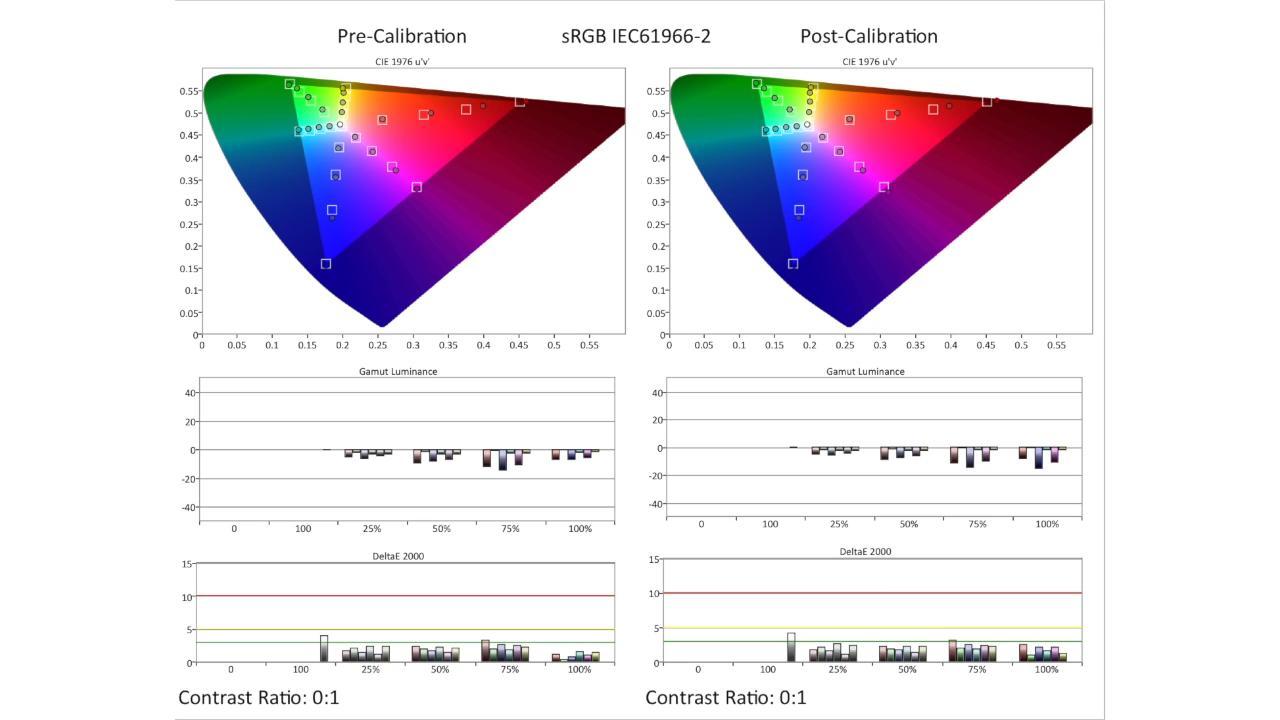 Pre-Calibration sRGB IEC61966-2 Post-Calibration
CIE 1976 u'v' CIE 1976 u'v'
0.55 0.55
0.5 0.5
0.45 0.45
0.4 0.4
0.35 0.35
0.3 0.3
0.25 0.25
0.2 0.2
0.15 0.15
0.1 0.1
0.05 0.05
0 0
0 0.05 0.1 0.15 0.2 0.25 0.3 0.35 0.4 0.45 0.5 0.55 0 0.05 0.1 0.15 0.2 0.25 0.3 0.35 0.4 0.45 0.5 0.55
Gamut Luminance Gamut Luminance
40 40
20 20
0 0
-20 -20
-40 -40
0 100 25% 50% 75% 100% 0 100 25% 50% 75% 100%
DeltaE 2000 DeltaE 2000
15 15
10 10
5 5
0 0
0 100 25% 50% 75% 100% 0 100 25% 50% 75% 100%
Contrast Ratio: 0:1 Contrast Ratio: 0:1